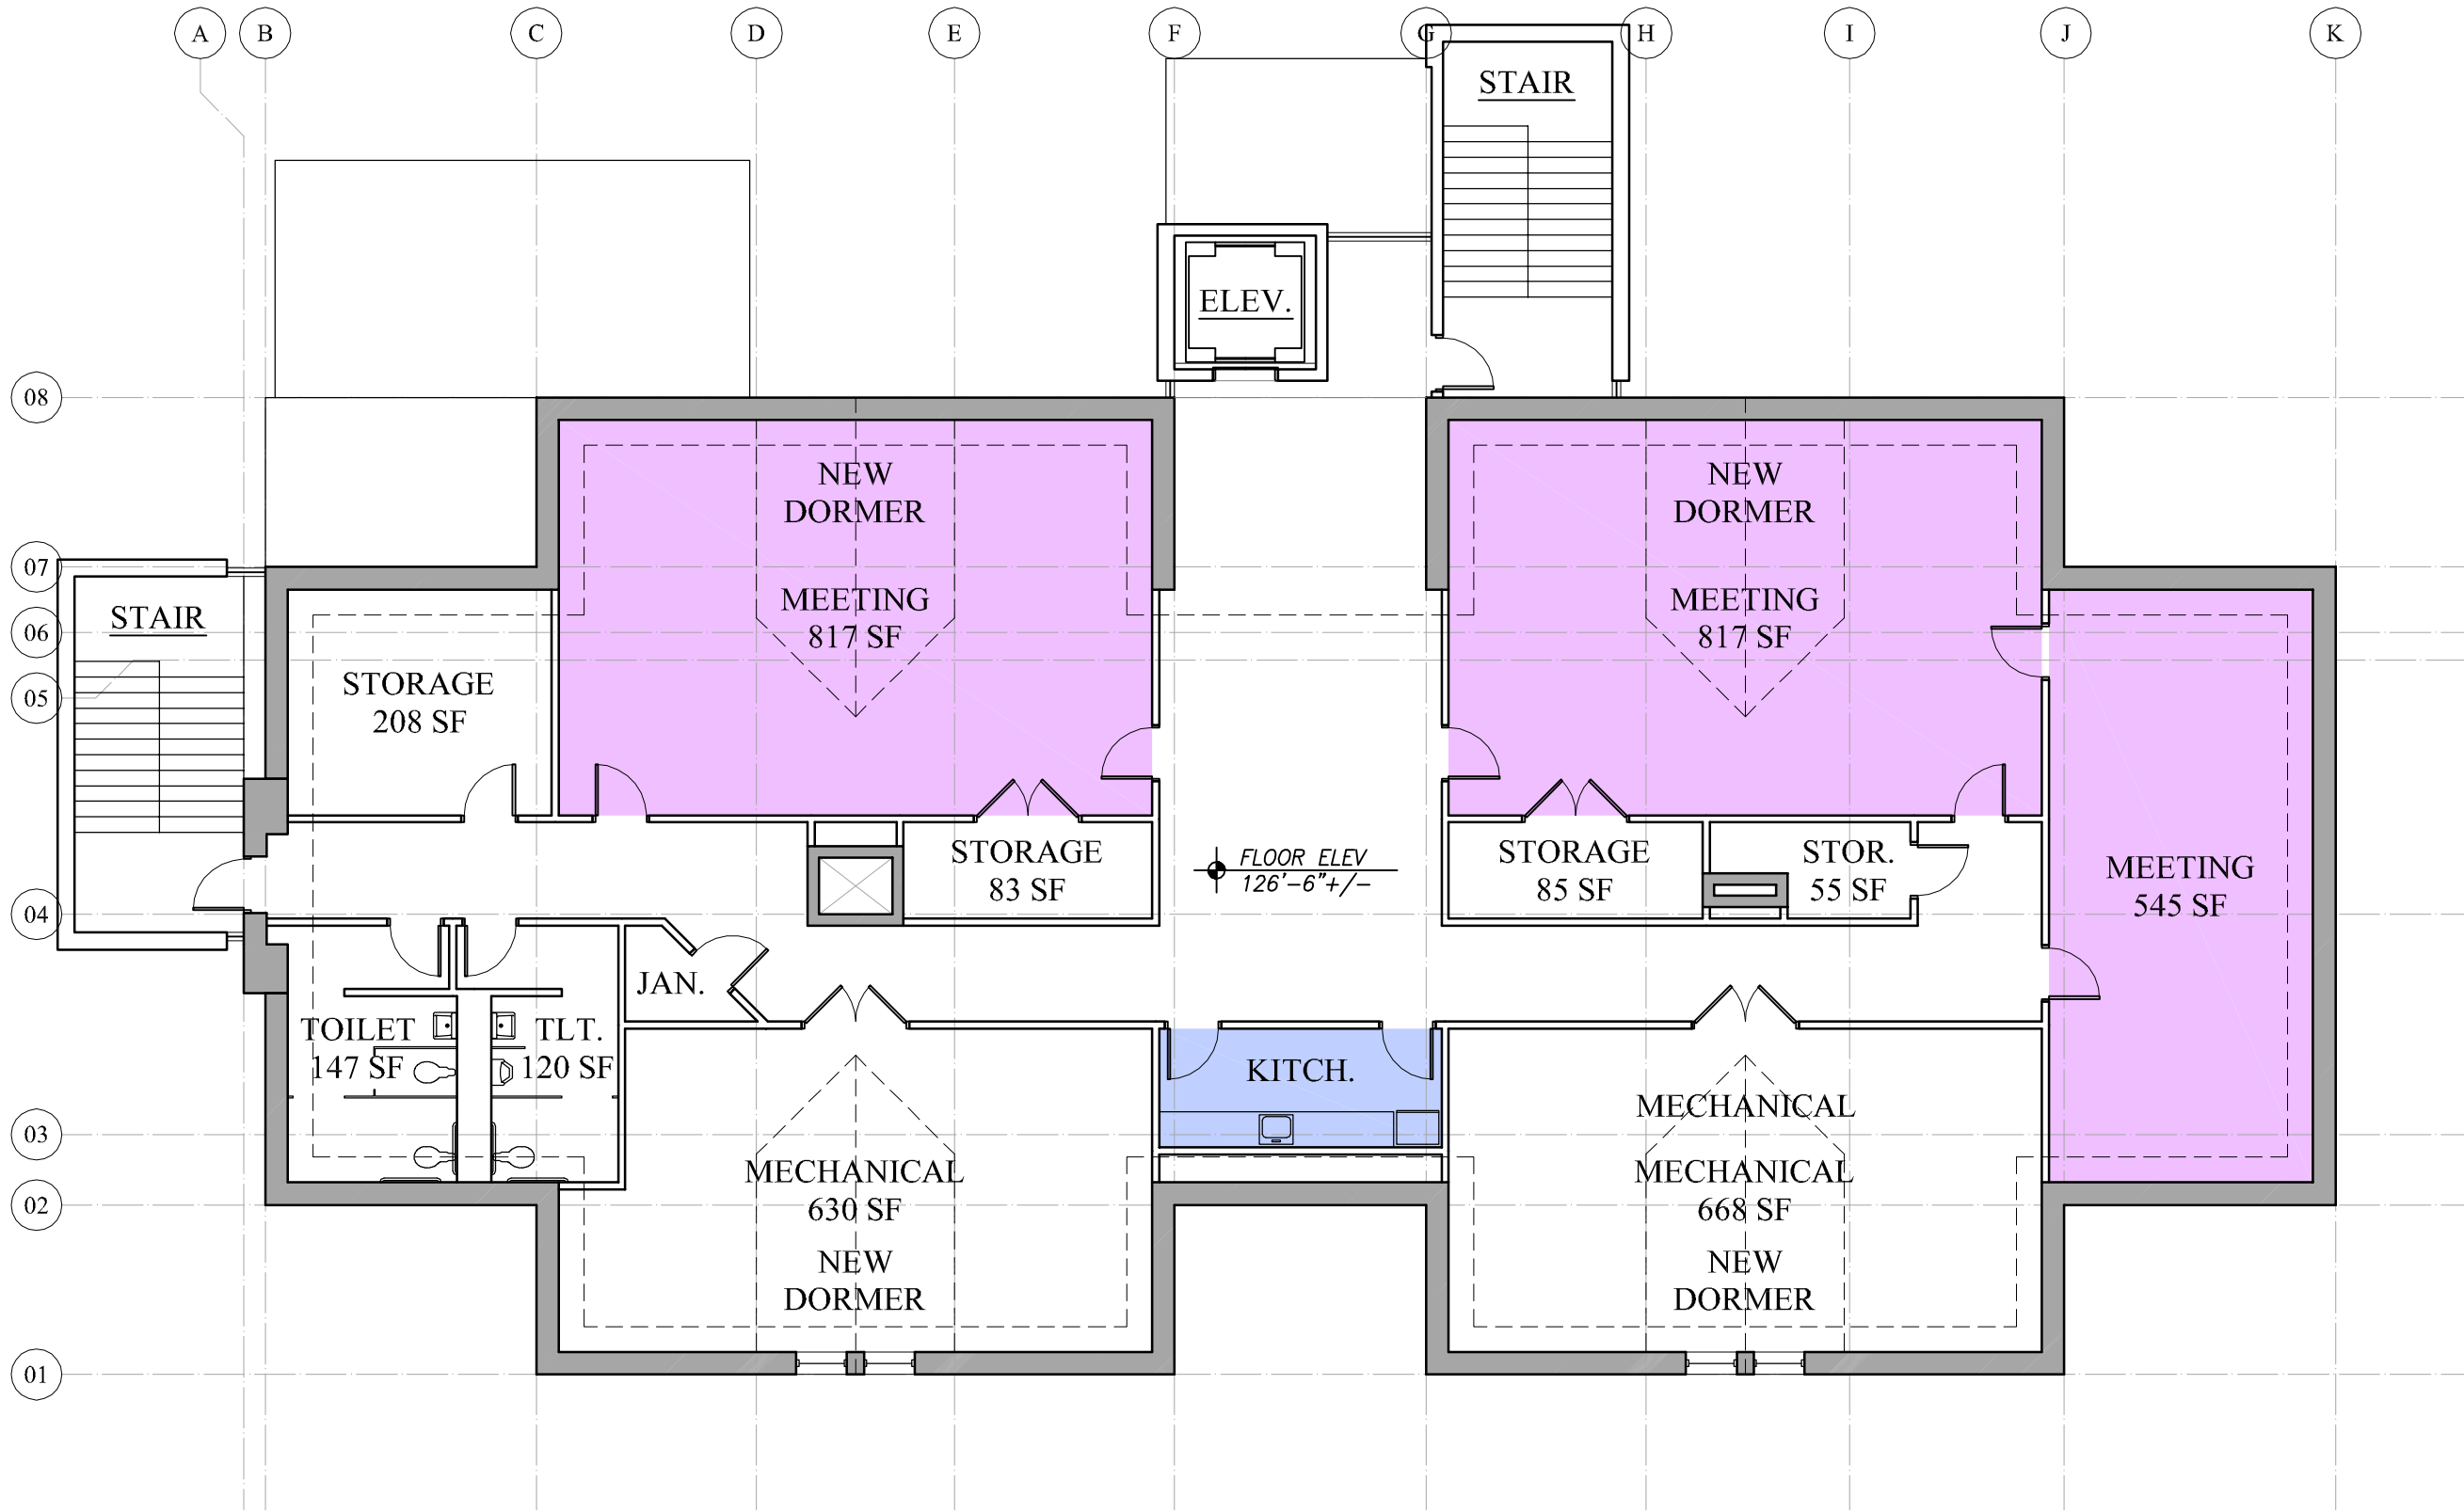 A B C D E F G H I J K
STAIR
ELEV.
08
NEW
DORMER
NEW
DORMER
07
MEETING
817 SF
MEETING
817 SF
STAIR
06
05
STORAGE
208 SF
STORAGE
83 SF
FLOOR ELEV
126'-6"+/-
STORAGE
85 SF
STOR.
55 SF
MEETING
545 SF
04
JAN.
TOILET
147 SF
TLT.
120 SF
KITCH.
MECHANICAL
03
MECHANICAL
630 SF
MECHANICAL
668 SF
02
NEW
DORMER
NEW
DORMER
01